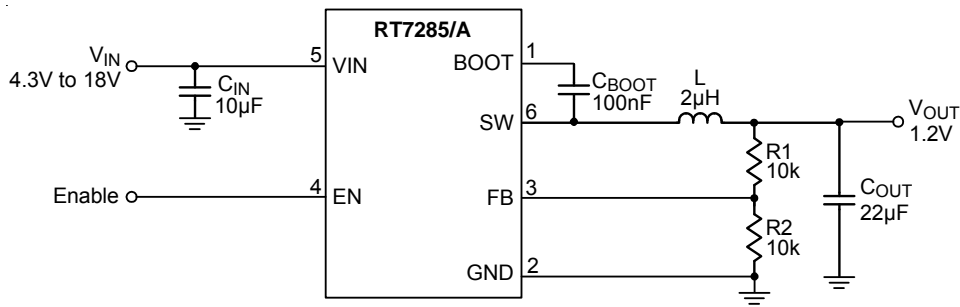 RT7285/A
VIN
4.3V to 18V
5
VIN
CIN
10µF
BOOT
1
CBOOT
100nF
L
2µH
SW
6
VOUT
1.2V
R1
10k
Enable
4
EN
FB
3
COUT
22µF
R2
10k
GND
2